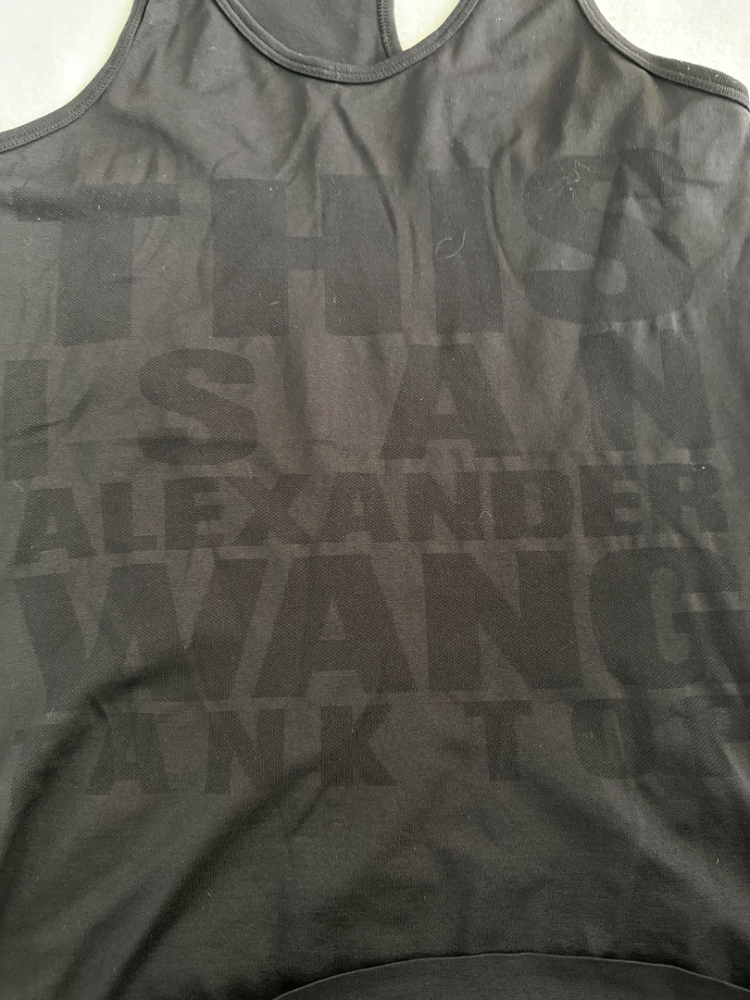 THIS
IS AN
ALEXANDER
WANG
TANK TOP